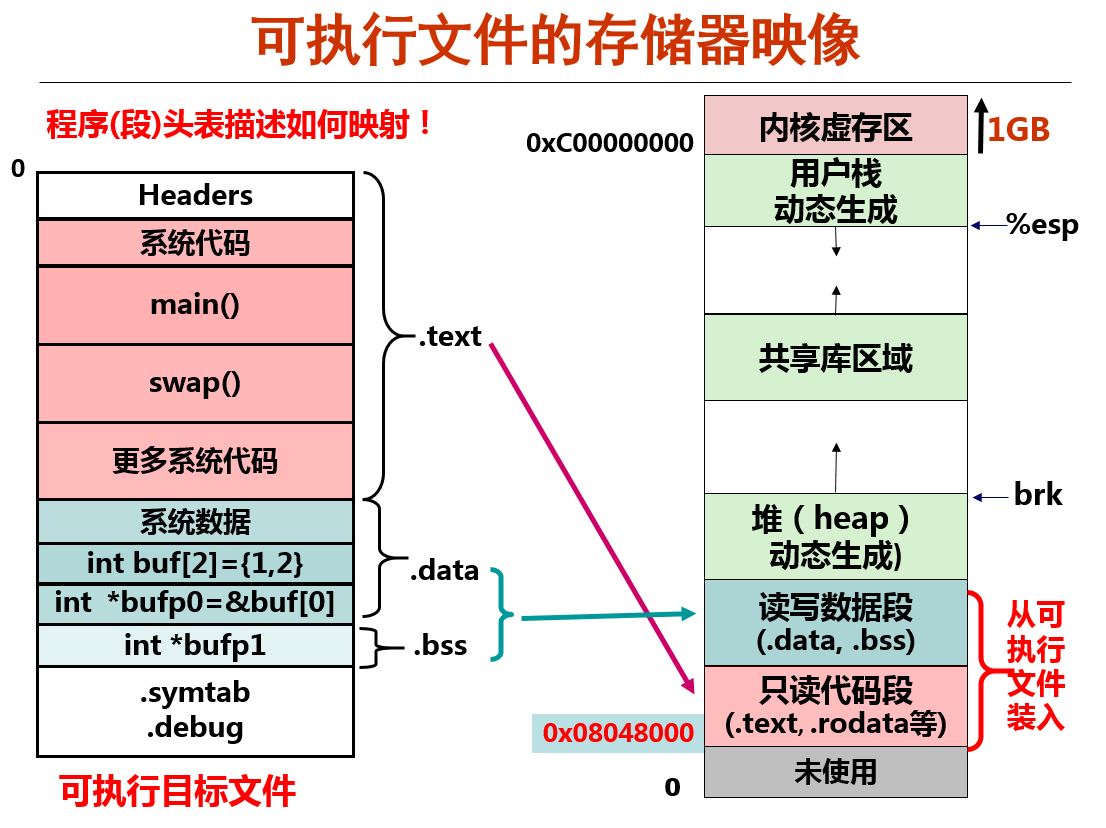 可执行文件的存储器映像
程序(段)头表描述如何映射！
0
Headers
系统代码
main()
swap()
更多系统代码
系统数据
int buf[2]={1,2}
int *bufp0=&buf[0]
int *bufp1
.symtab
.debug
可执行目标文件
.text
.data
.bss
0xC00000000
内核虚存区
1GB
用户栈
动态生成
%esp
共享库区域
brk
堆（heap）
动态生成)
读写数据段
(.data, .bss)
只读代码段
(.text, .rodata等)
0x08048000
未使用
0
从可
执行
文件
装入